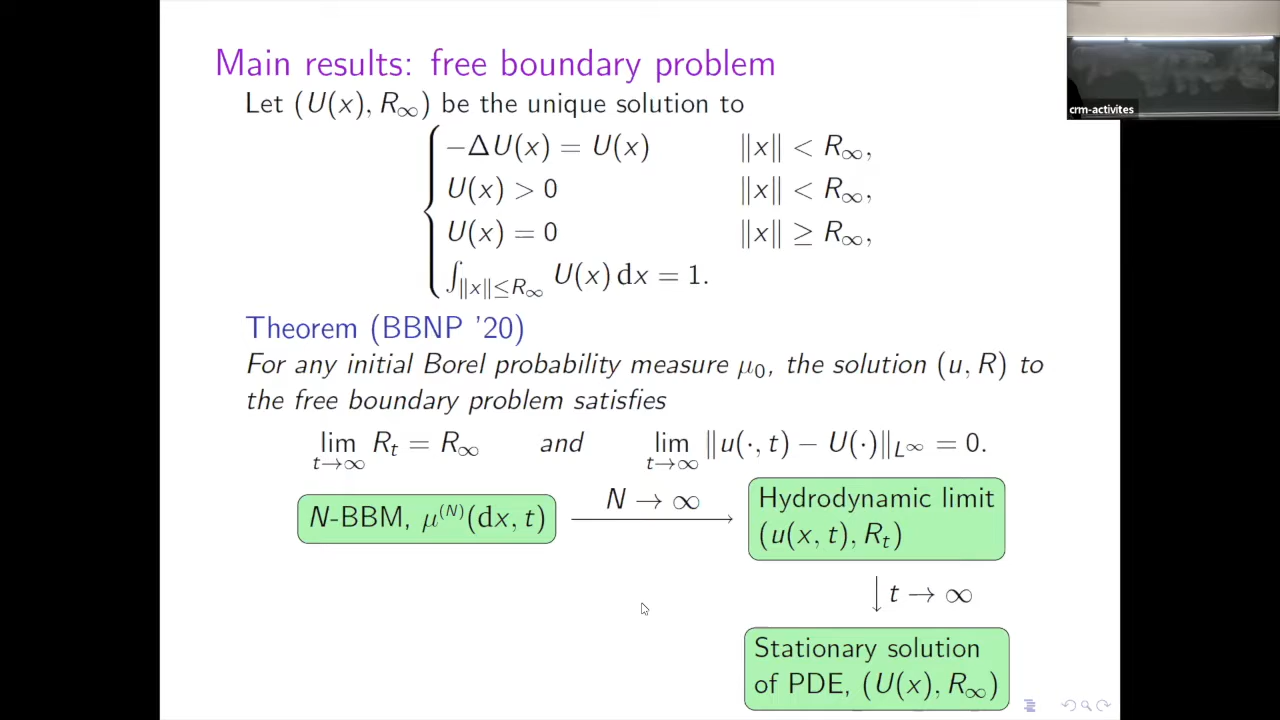 Main results: free boundary problem
Let (U(x), R∞) be the unique solution to
−ΔU(x) = U(x) ‖x‖ < R∞,
U(x) > 0 ‖x‖ < R∞,
U(x) = 0 ‖x‖ ≥ R∞,
∫‖x‖≤R∞ U(x) dx = 1.
Theorem (BBNP '20)
For any initial Borel probability measure μ₀, the solution (u, R) to
the free boundary problem satisfies
lim t→∞ Rₜ = R∞ and lim t→∞ ‖u(·, t) − U(·)‖L∞ = 0.
N-BBM, μ⁽ᴺ⁾(dx, t)
N → ∞
Hydrodynamic limit
(u(x, t), Rₜ)
t → ∞
Stationary solution
of PDE, (U(x), R∞)
crm-activites